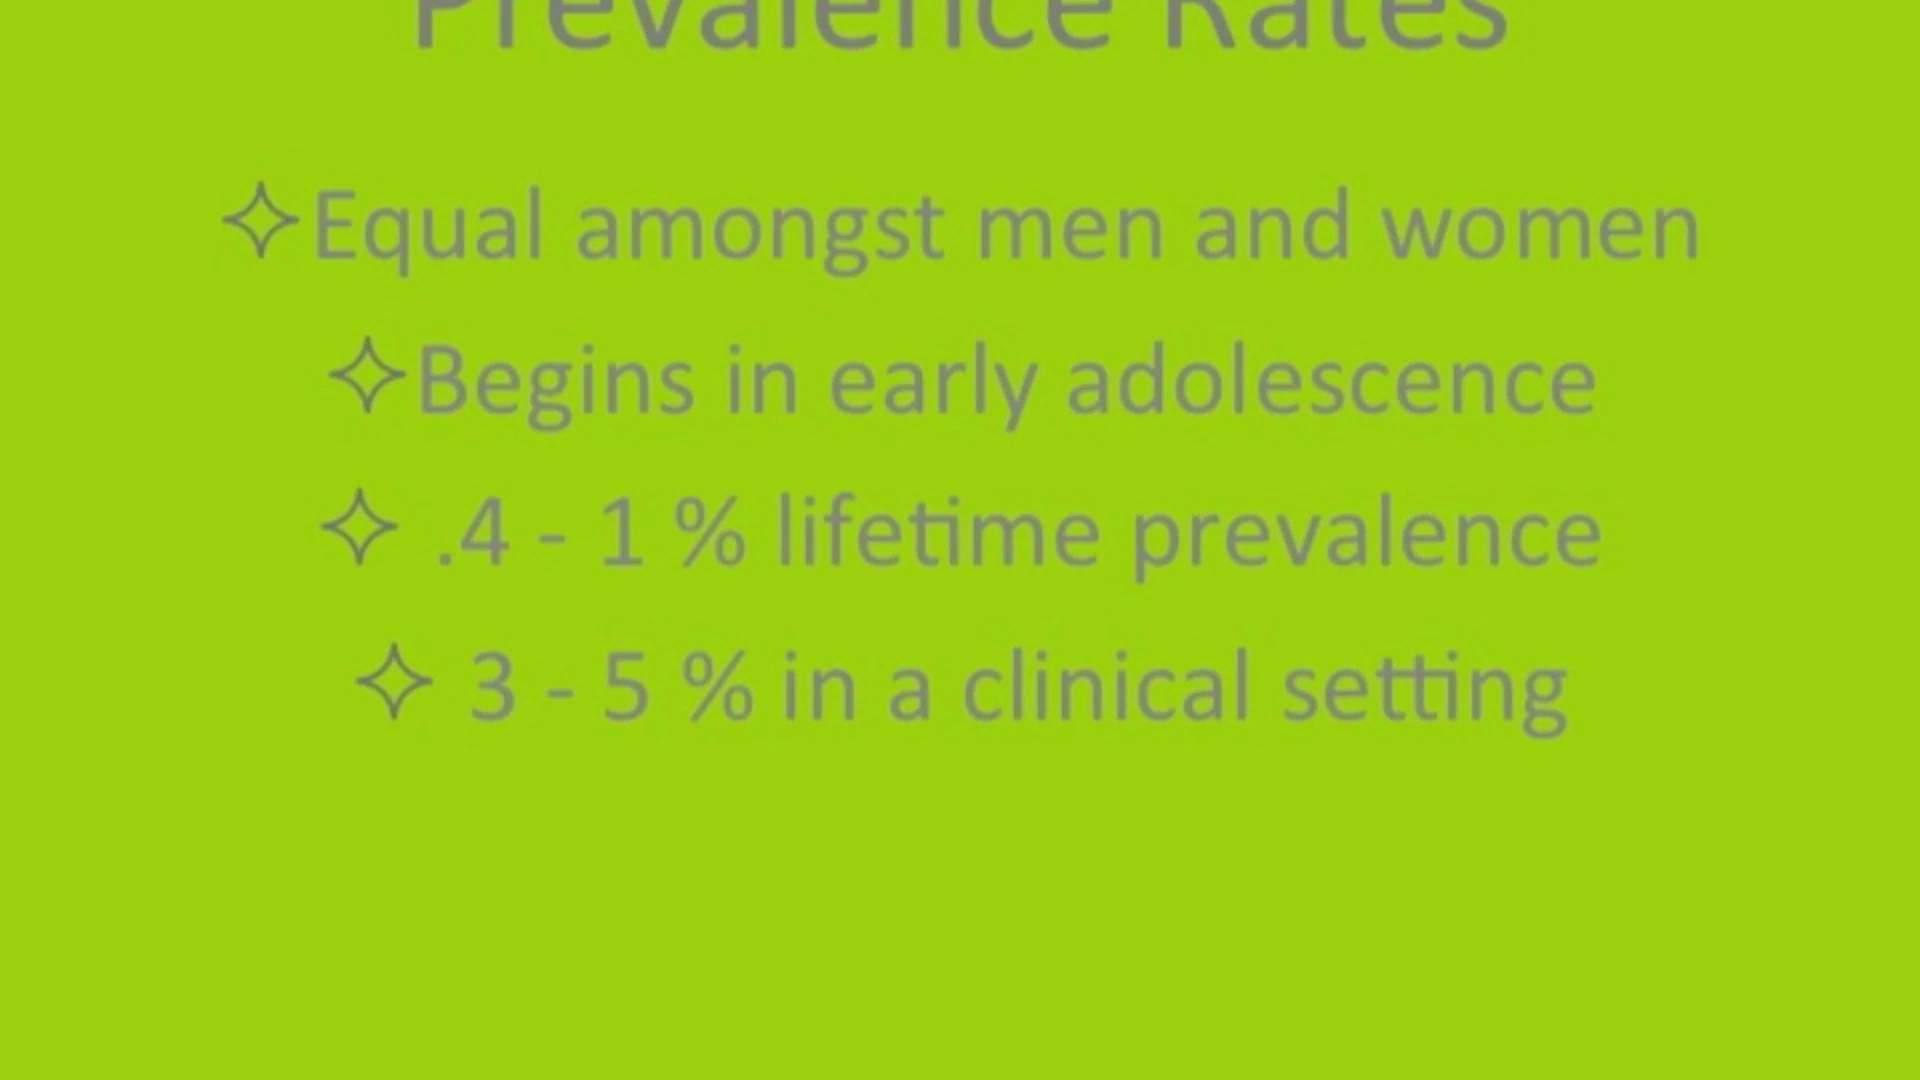 Prevalence Rates
✧Equal amongst men and women
✧Begins in early adolescence
✧ .4 - 1 % lifetime prevalence
✧ 3 - 5 % in a clinical setting